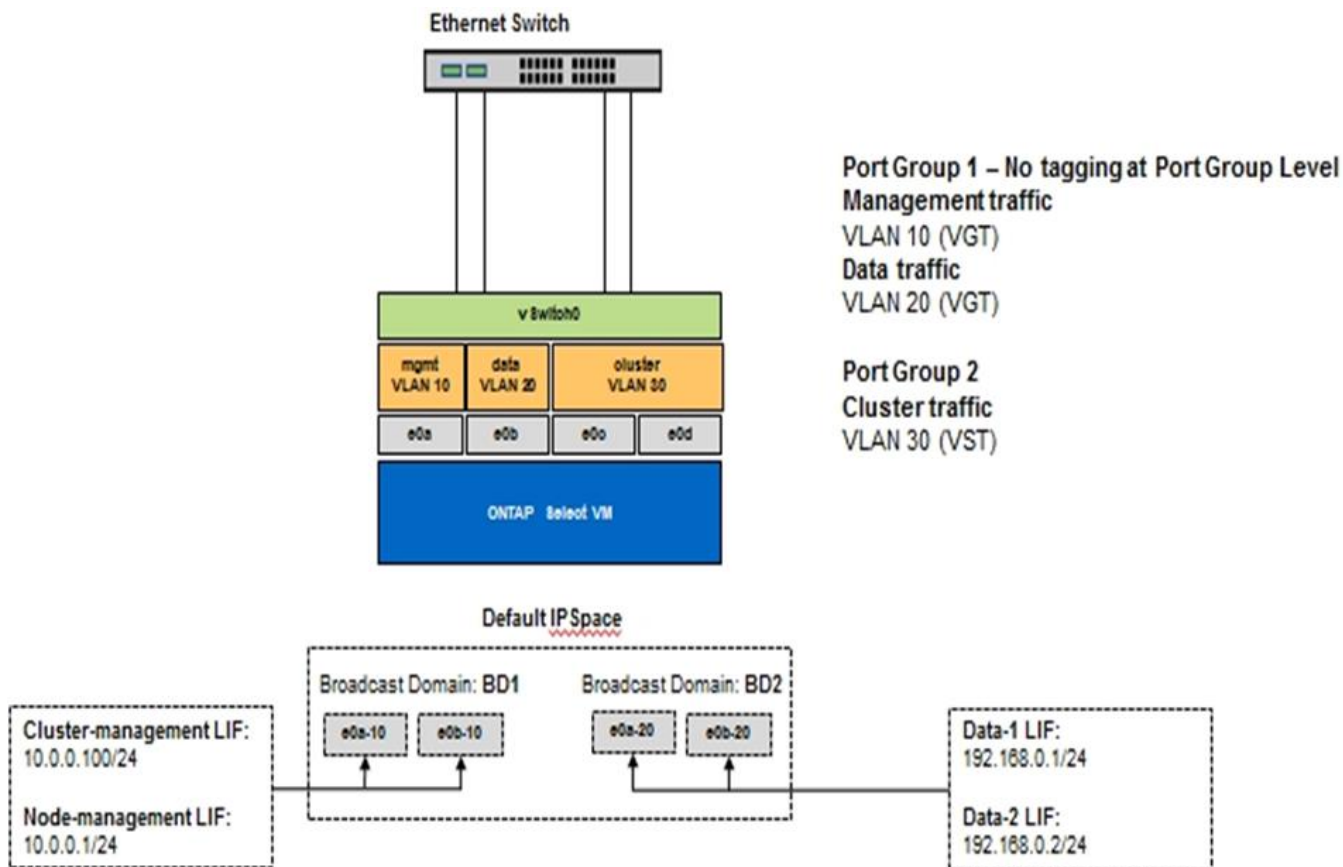 Ethernet Switch
Port Group 1 – No tagging at Port Group Level
Management traffic
VLAN 10 (VGT)
Data traffic
VLAN 20 (VGT)
Port Group 2
Cluster traffic
VLAN 30 (VST)
vSwitch0
mgmt
VLAN 10
data
VLAN 20
cluster
VLAN 30
e0a
e0b
e0c
e0d
ONTAP Select VM
Default IPSpace
Broadcast Domain: BD1
Broadcast Domain: BD2
e0a-10
e0b-10
e0a-20
e0b-20
Cluster-management LIF:
10.0.0.100/24
Node-management LIF:
10.0.0.1/24
Data-1 LIF:
192.168.0.1/24
Data-2 LIF:
192.168.0.2/24